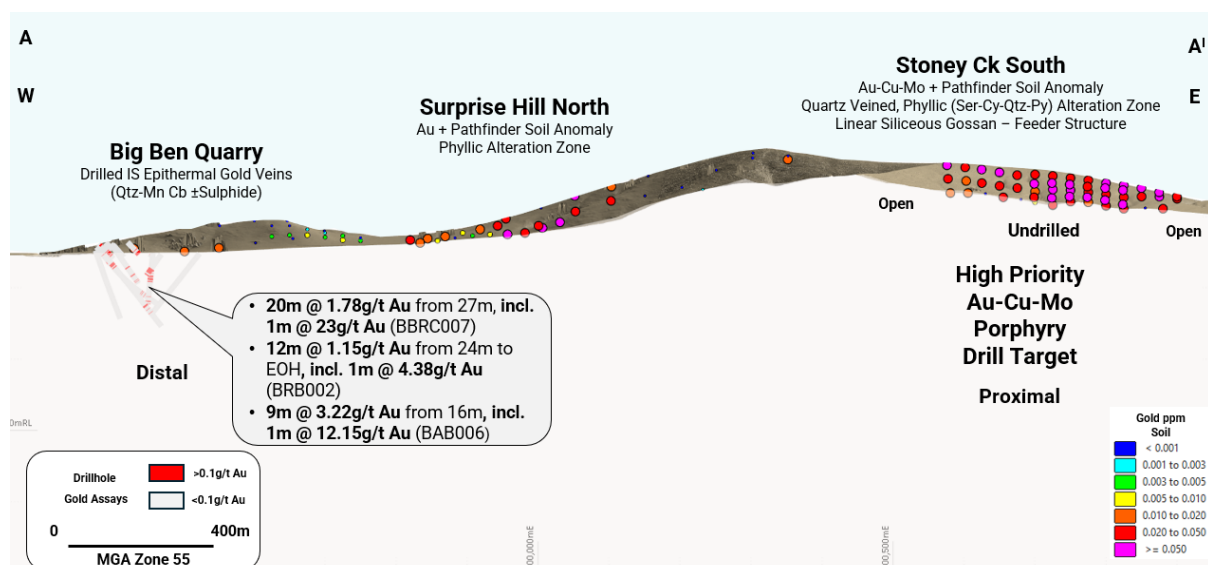 A
A'
W
E
Stoney Ck South
Au-Cu-Mo + Pathfinder Soil Anomaly
Quartz Veined, Phyllic (Ser-Cy-Qtz-Py) Alteration Zone
Linear Siliceous Gossan – Feeder Structure
Surprise Hill North
Au + Pathfinder Soil Anomaly
Phyllic Alteration Zone
Big Ben Quarry
Drilled IS Epithermal Gold Veins
(Qtz-Mn Cb ±Sulphide)
Open
Undrilled
Open
High Priority
Au-Cu-Mo
Porphyry
Drill Target
Proximal
• 20m @ 1.78g/t Au from 27m, incl.
1m @ 23g/t Au (BBRC007)
• 12m @ 1.15g/t Au from 24m to
EOH, incl. 1m @ 4.38g/t Au
(BRB002)
• 9m @ 3.22g/t Au from 16m, incl.
1m @ 12.15g/t Au (BAB006)
Distal
0mRL
Drillhole
Gold Assays
>0.1g/t Au
<0.1g/t Au
0 400m
MGA Zone 55
00,000mE
00,500mE
Gold ppm
Soil
< 0.001
0.001 to 0.003
0.003 to 0.005
0.005 to 0.010
0.010 to 0.020
0.020 to 0.050
>= 0.050